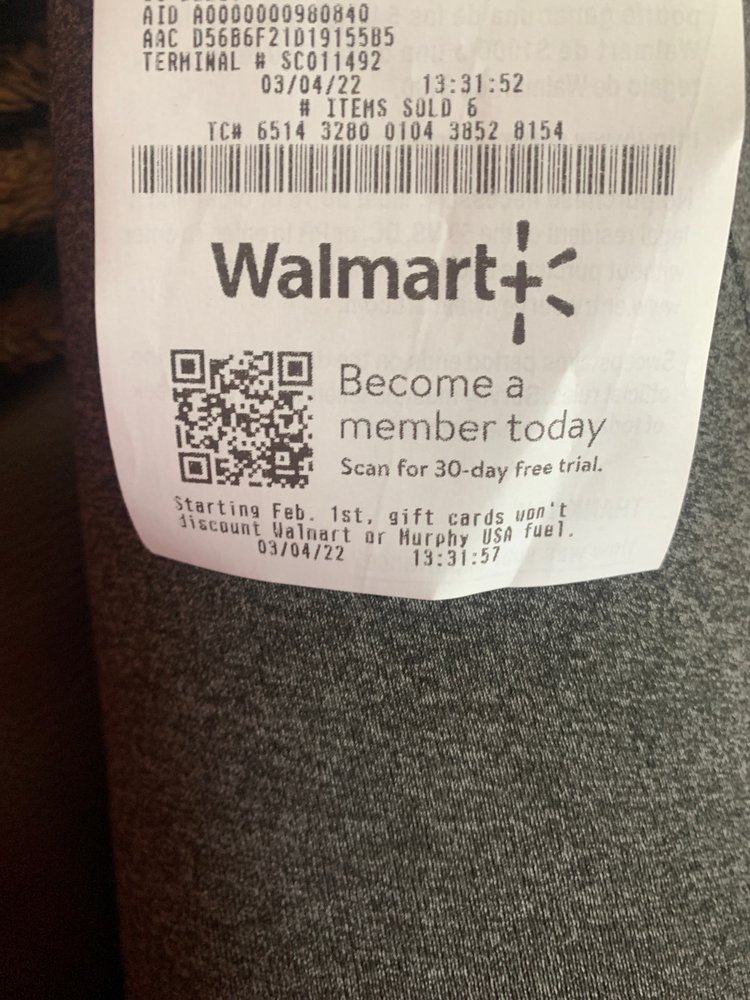 AID A0000000980840
AAC D56B6F21D19155B5
TERMINAL # SC011492
03/04/22 13:31:52
# ITEMS SOLD 6
TC# 6514 3280 0104 3852 8154
Walmart+
Become a
member today
Scan for 30-day free trial.
Starting Feb. 1st, gift cards won't
discount Walmart or Murphy USA fuel.
03/04/22 13:31:57